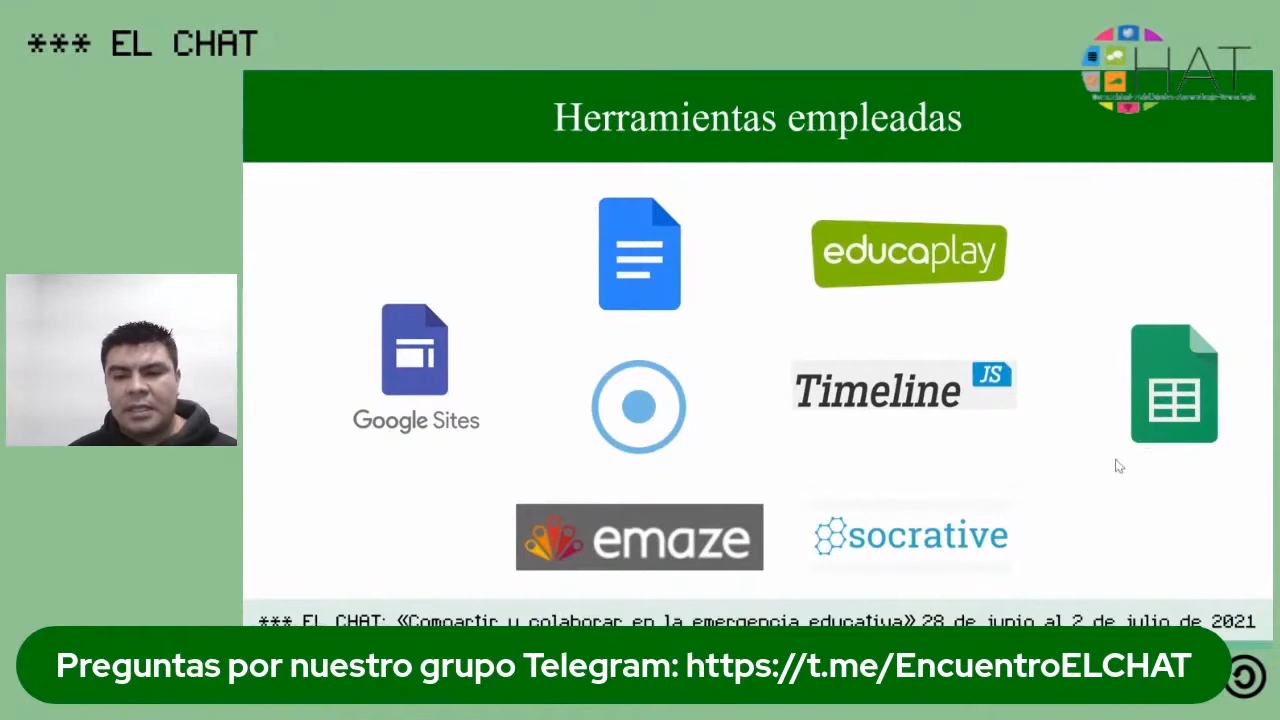 *** EL CHAT
HAT
Herramientas empleadas
educaplay
Google Sites
Timeline JS
emaze
socrative
*** EL CHAT: «Compartir y colaborar en la emergencia educativa» 28 de junio al 2 de julio de 2021
Preguntas por nuestro grupo Telegram: https://t.me/EncuentroELCHAT